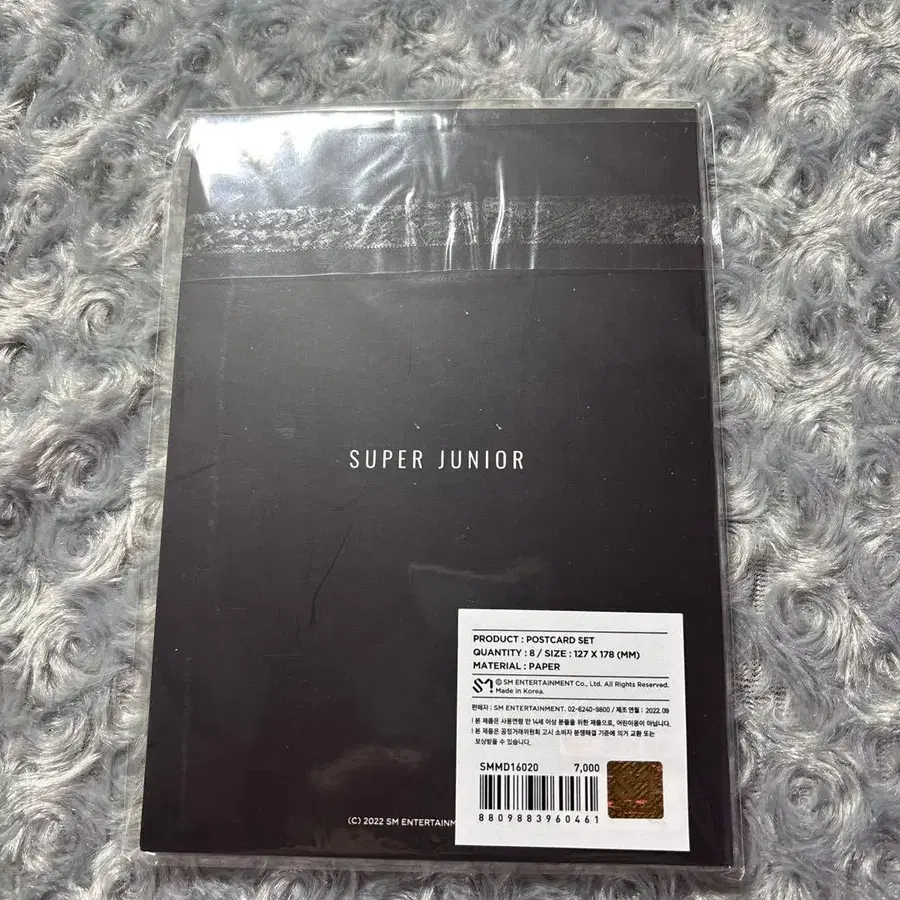 SUPER JUNIOR
PRODUCT : POSTCARD SET
QUANTITY : 8 / SIZE : 127 X 178 (MM)
MATERIAL : PAPER
SM © SM ENTERTAINMENT Co., Ltd. All Rights Reserved.
Made in Korea.
판매자 : SM ENTERTAINMENT. 02-6240-9800 / 제조연월 : 2022. 09
본 제품은 사용연령 만 14세 이상 분들을 위한 제품으로, 어린이용이 아닙니다.
본 제품은 공정거래위원회 고시 소비자 분쟁해결 기준에 의거 교환 또는
보상받을 수 있습니다.
SMMD16020 7,000
8809883960461
(C) 2022 SM ENTERTAINM